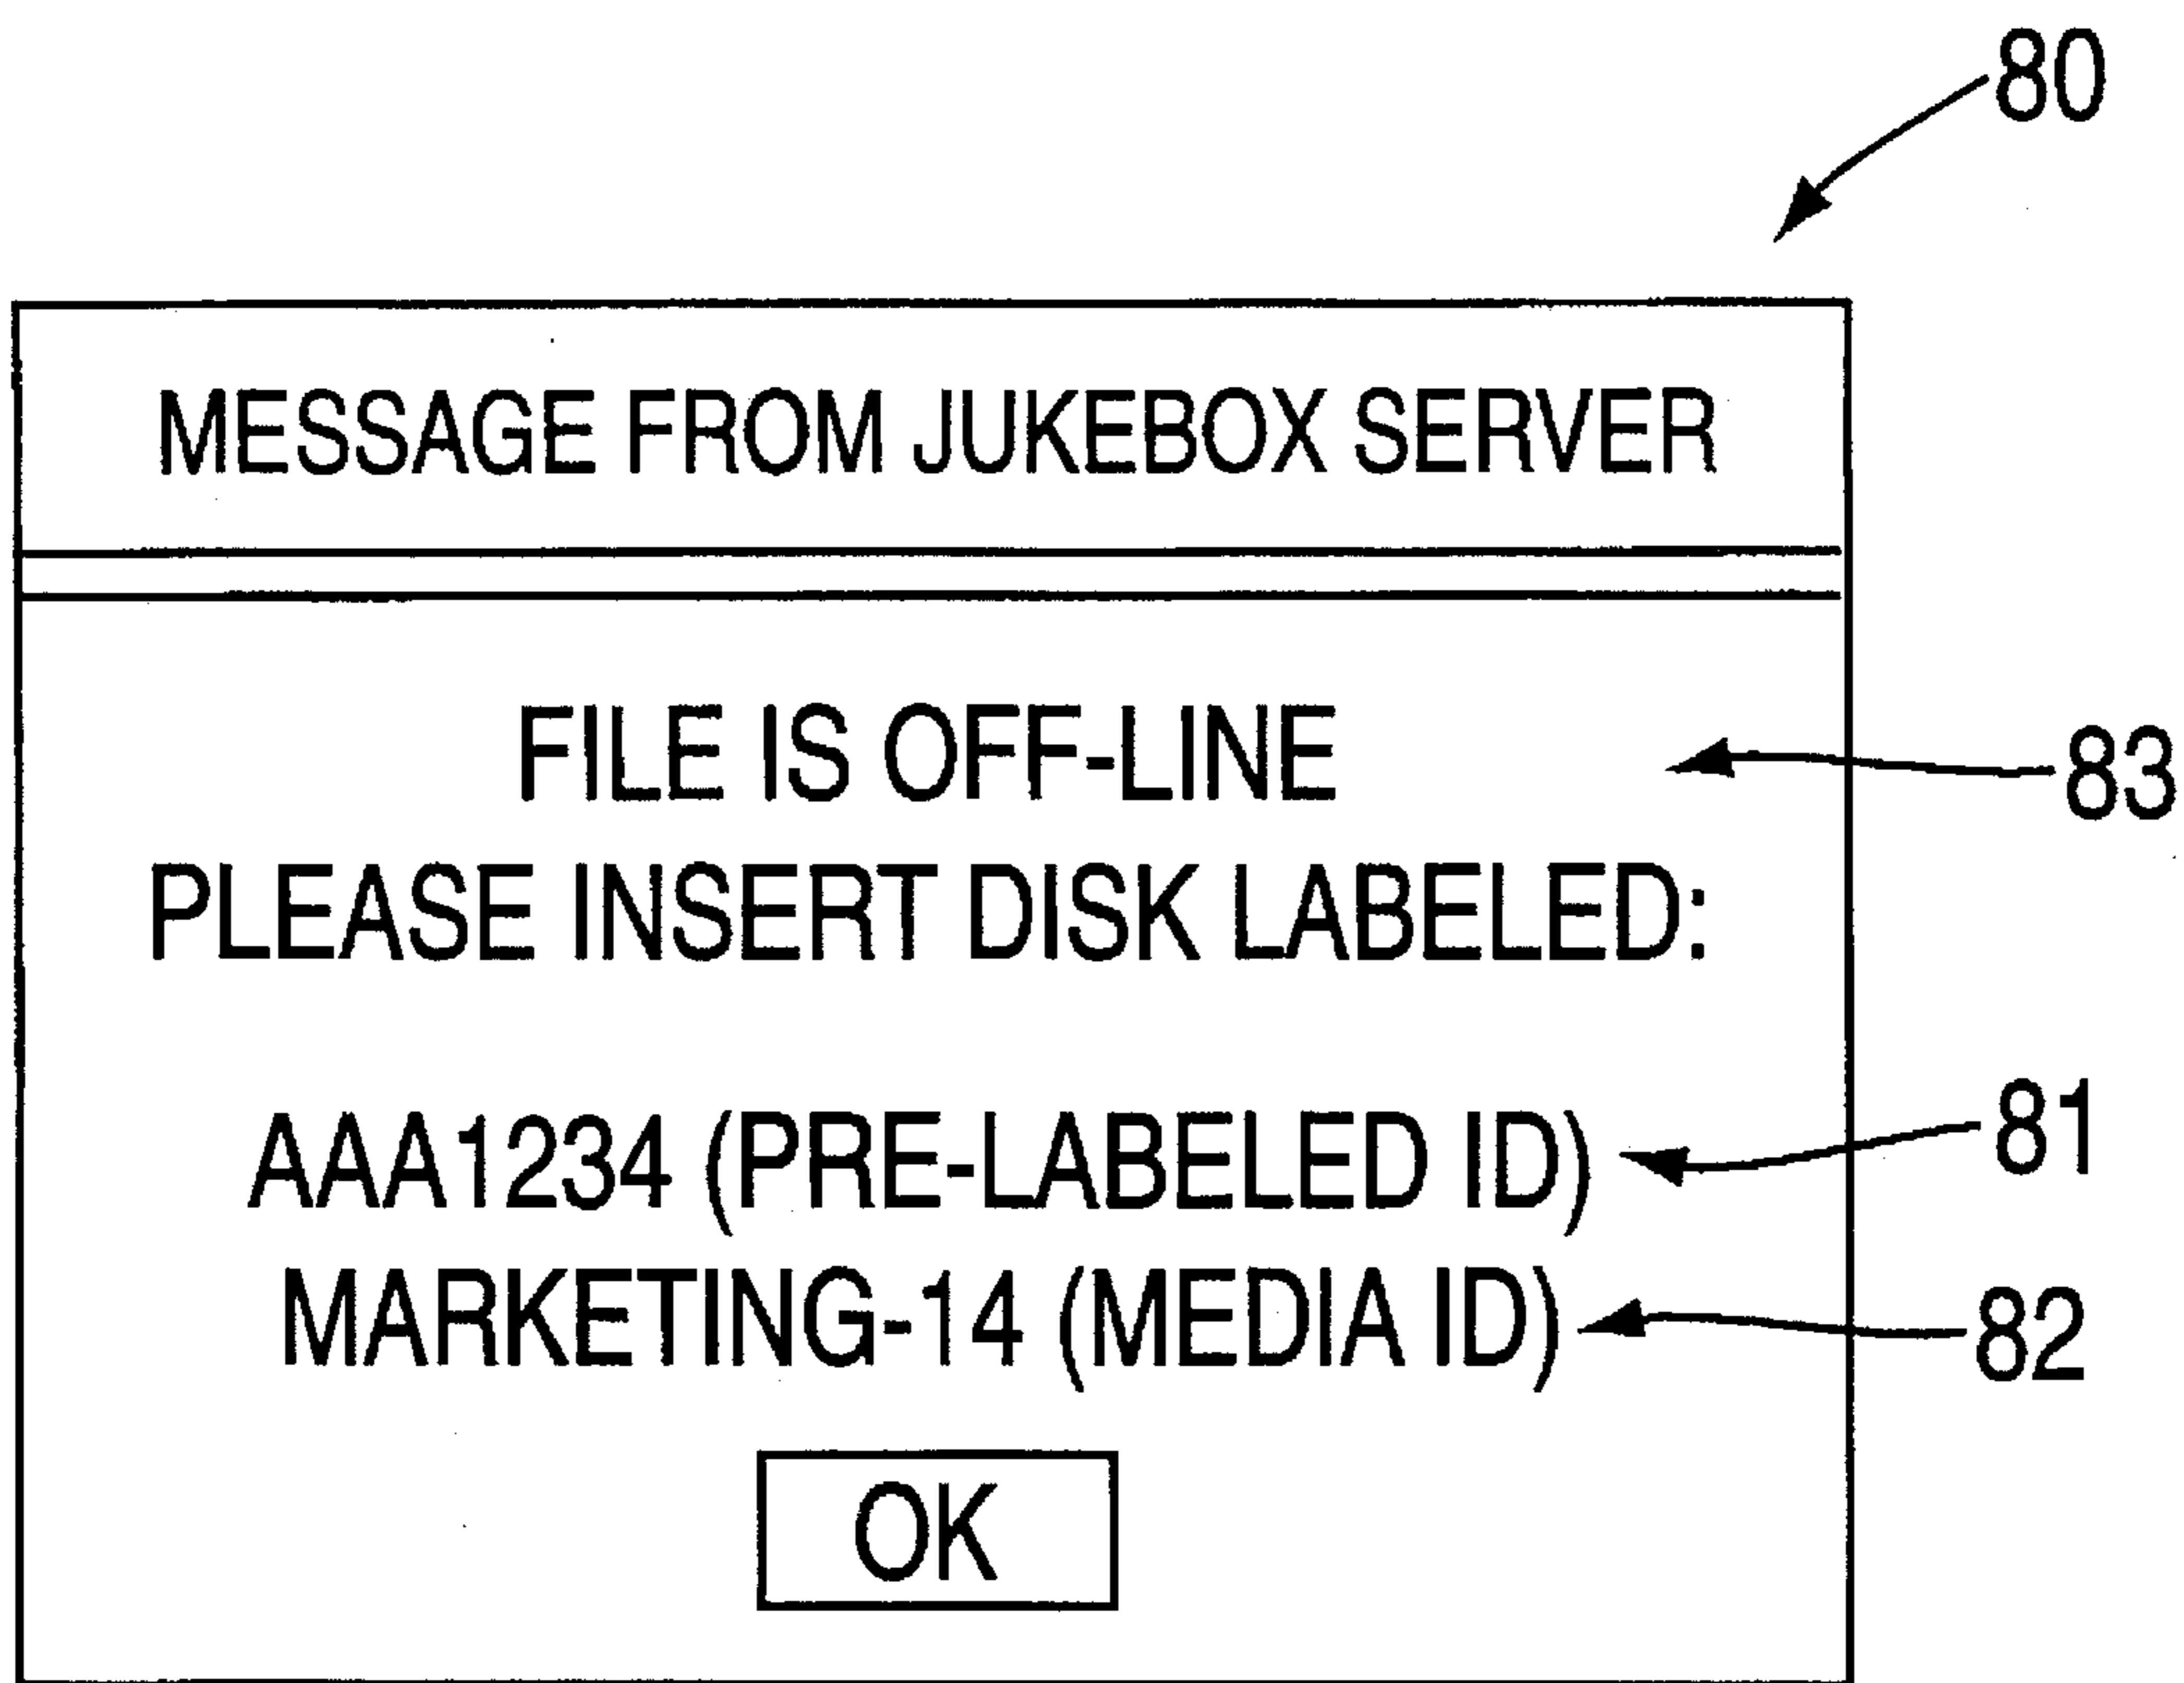 80
MESSAGE FROM JUKEBOX SERVER
FILE IS OFF-LINE
83
PLEASE INSERT DISK LABELED:
AAA1234 (PRE-LABELED ID)
81
MARKETING-14 (MEDIA ID)
82
OK